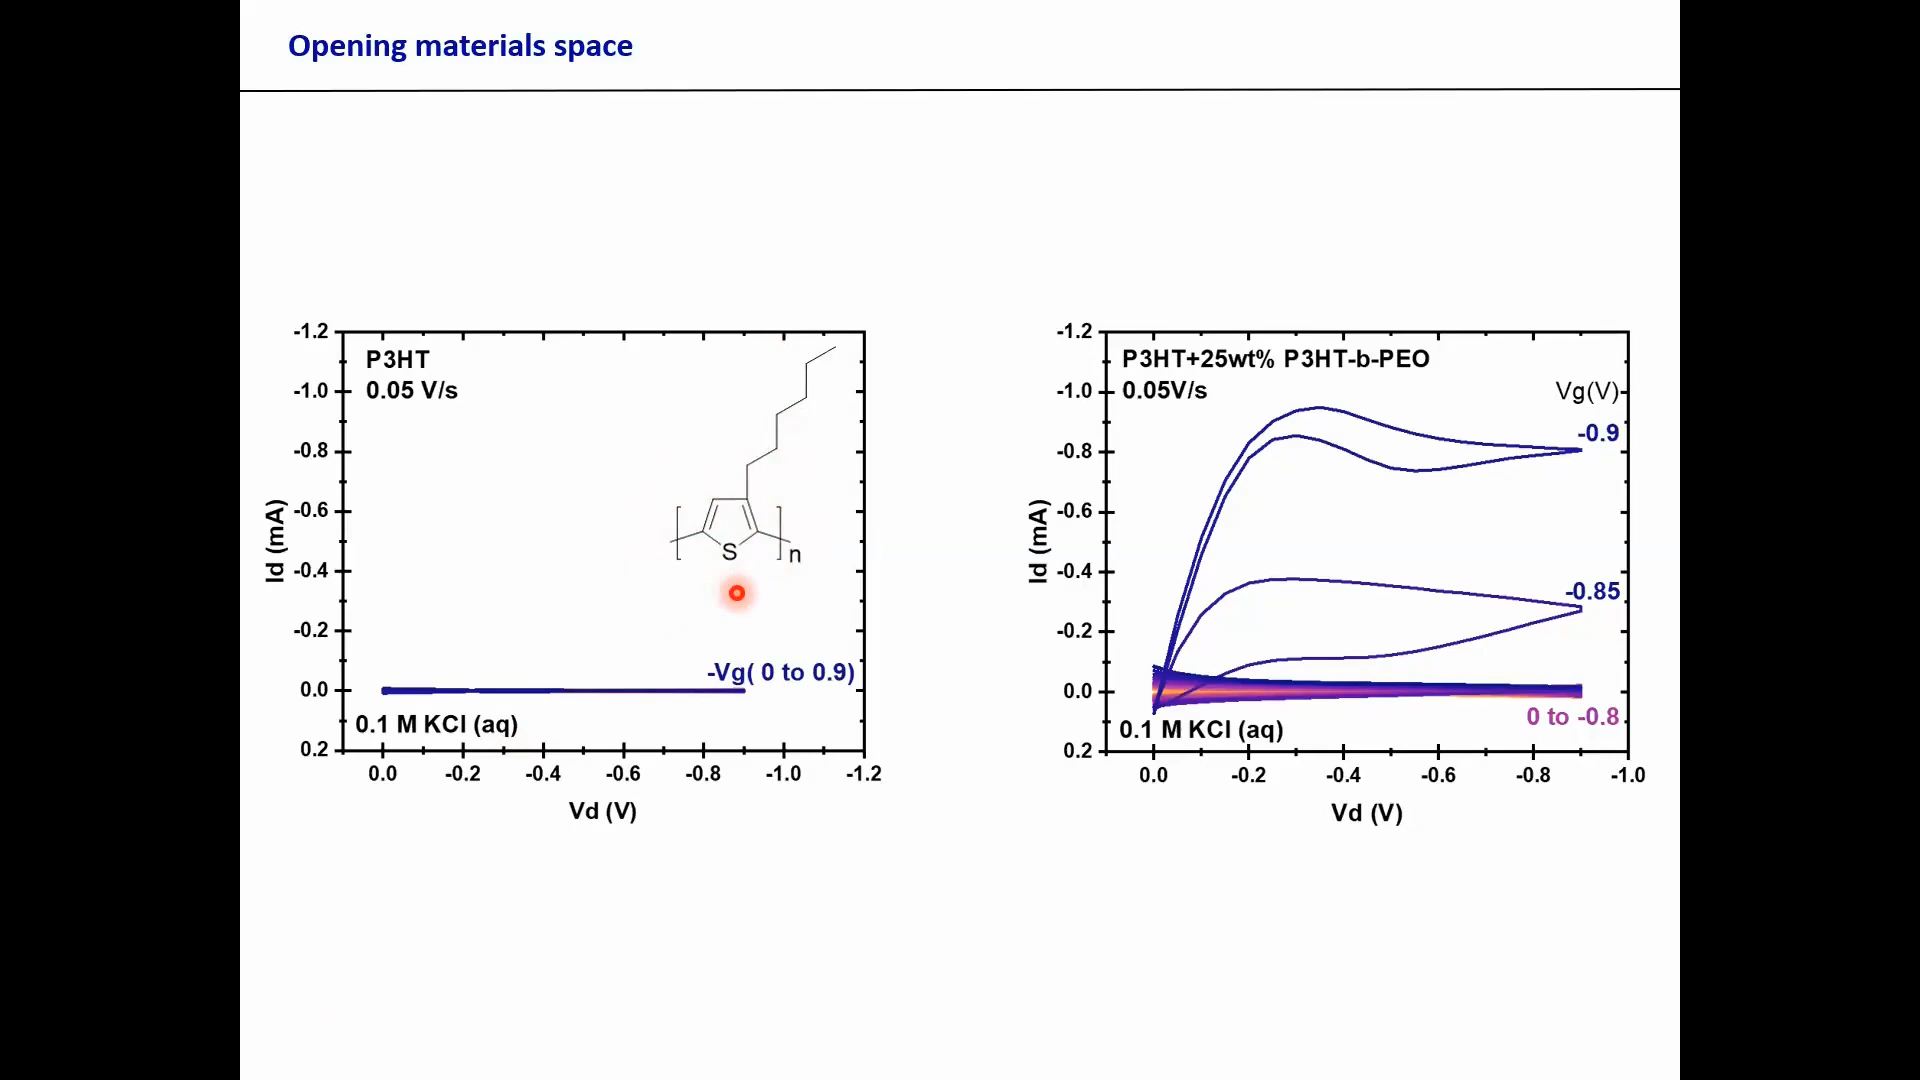 Opening materials space
-1.2
-1.0
-0.8
-0.6
-0.4
-0.2
0.0
0.2
Id (mA)
P3HT
0.05 V/s
S
n
-Vg( 0 to 0.9)
0.1 M KCl (aq)
0.0 -0.2 -0.4 -0.6 -0.8 -1.0 -1.2
Vd (V)
-1.2
-1.0
-0.8
-0.6
-0.4
-0.2
0.0
0.2
Id (mA)
P3HT+25wt% P3HT-b-PEO
0.05V/s
Vg(V)
-0.9
-0.85
0 to -0.8
0.1 M KCl (aq)
0.0 -0.2 -0.4 -0.6 -0.8 -1.0
Vd (V)